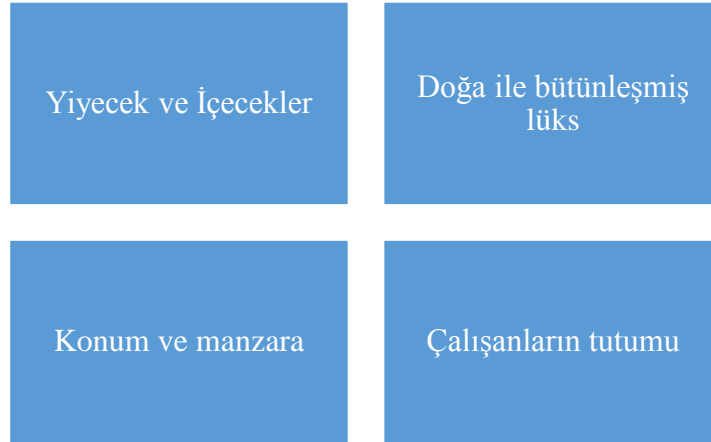 Yiyecek ve İçecekler
Doğa ile bütünleşmiş
lüks
Konum ve manzara
Çalışanların tutumu